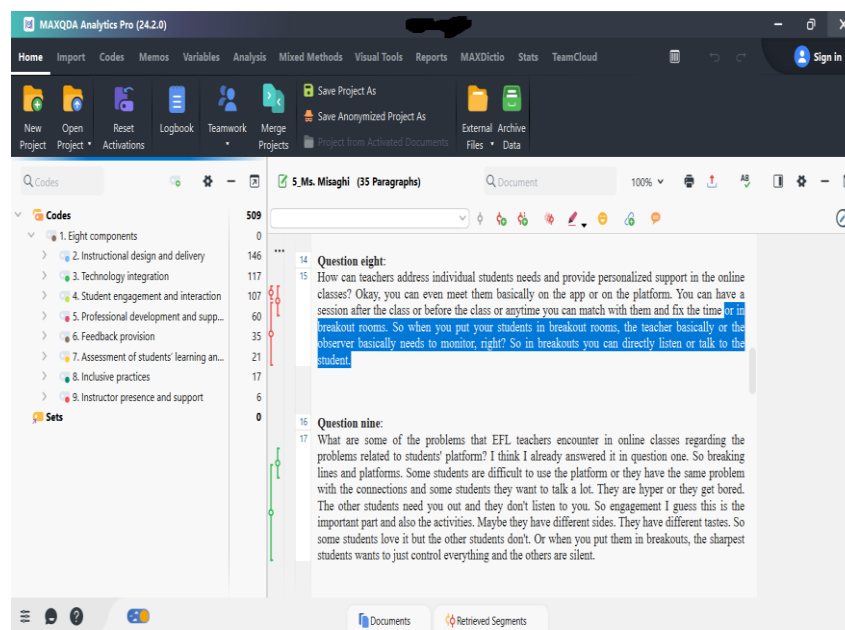 MAXQDA Analytics Pro (24.2.0)
Home Import Codes Memos Variables Analysis Mixed Methods Visual Tools Reports MAXDictio Stats TeamCloud Sign in
New Project
Open Project
Reset Activations
Logbook
Teamwork
Merge Projects
Save Project As
Save Anonymized Project As
Project from Activated Documents
External Files
Archive Data
Codes
5_Ms. Misaghi (35 Paragraphs)
Document
100%
Codes 509
1. Eight components 0
2. Instructional design and delivery 146
3. Technology integration 117
4. Student engagement and interaction 107
5. Professional development and supp... 60
6. Feedback provision 35
7. Assessment of students' learning an... 21
8. Inclusive practices 17
9. Instructor presence and support 6
Sets 0
14 Question eight:
15 How can teachers address individual students needs and provide personalized support in the online
classes? Okay, you can even meet them basically on the app or on the platform. You can have a
session after the class or before the class or anytime you can match with them and fix the time or in
breakout rooms. So when you put your students in breakout rooms, the teacher basically or the
observer basically needs to monitor, right? So in breakouts you can directly listen or talk to the
student.
16 Question nine:
17 What are some of the problems that EFL teachers encounter in online classes regarding the
problems related to students' platform? I think I already answered it in question one. So breaking
lines and platforms. Some students are difficult to use the platform or they have the same problem
with the connections and some students they want to talk a lot. They are hyper or they get bored.
The other students need you out and they don't listen to you. So engagement I guess this is the
important part and also the activities. Maybe they have different sides. They have different tastes. So
some students love it but the other students don't. Or when you put them in breakouts, the sharpest
students wants to just control everything and the others are silent.
Documents
Retrieved Segments